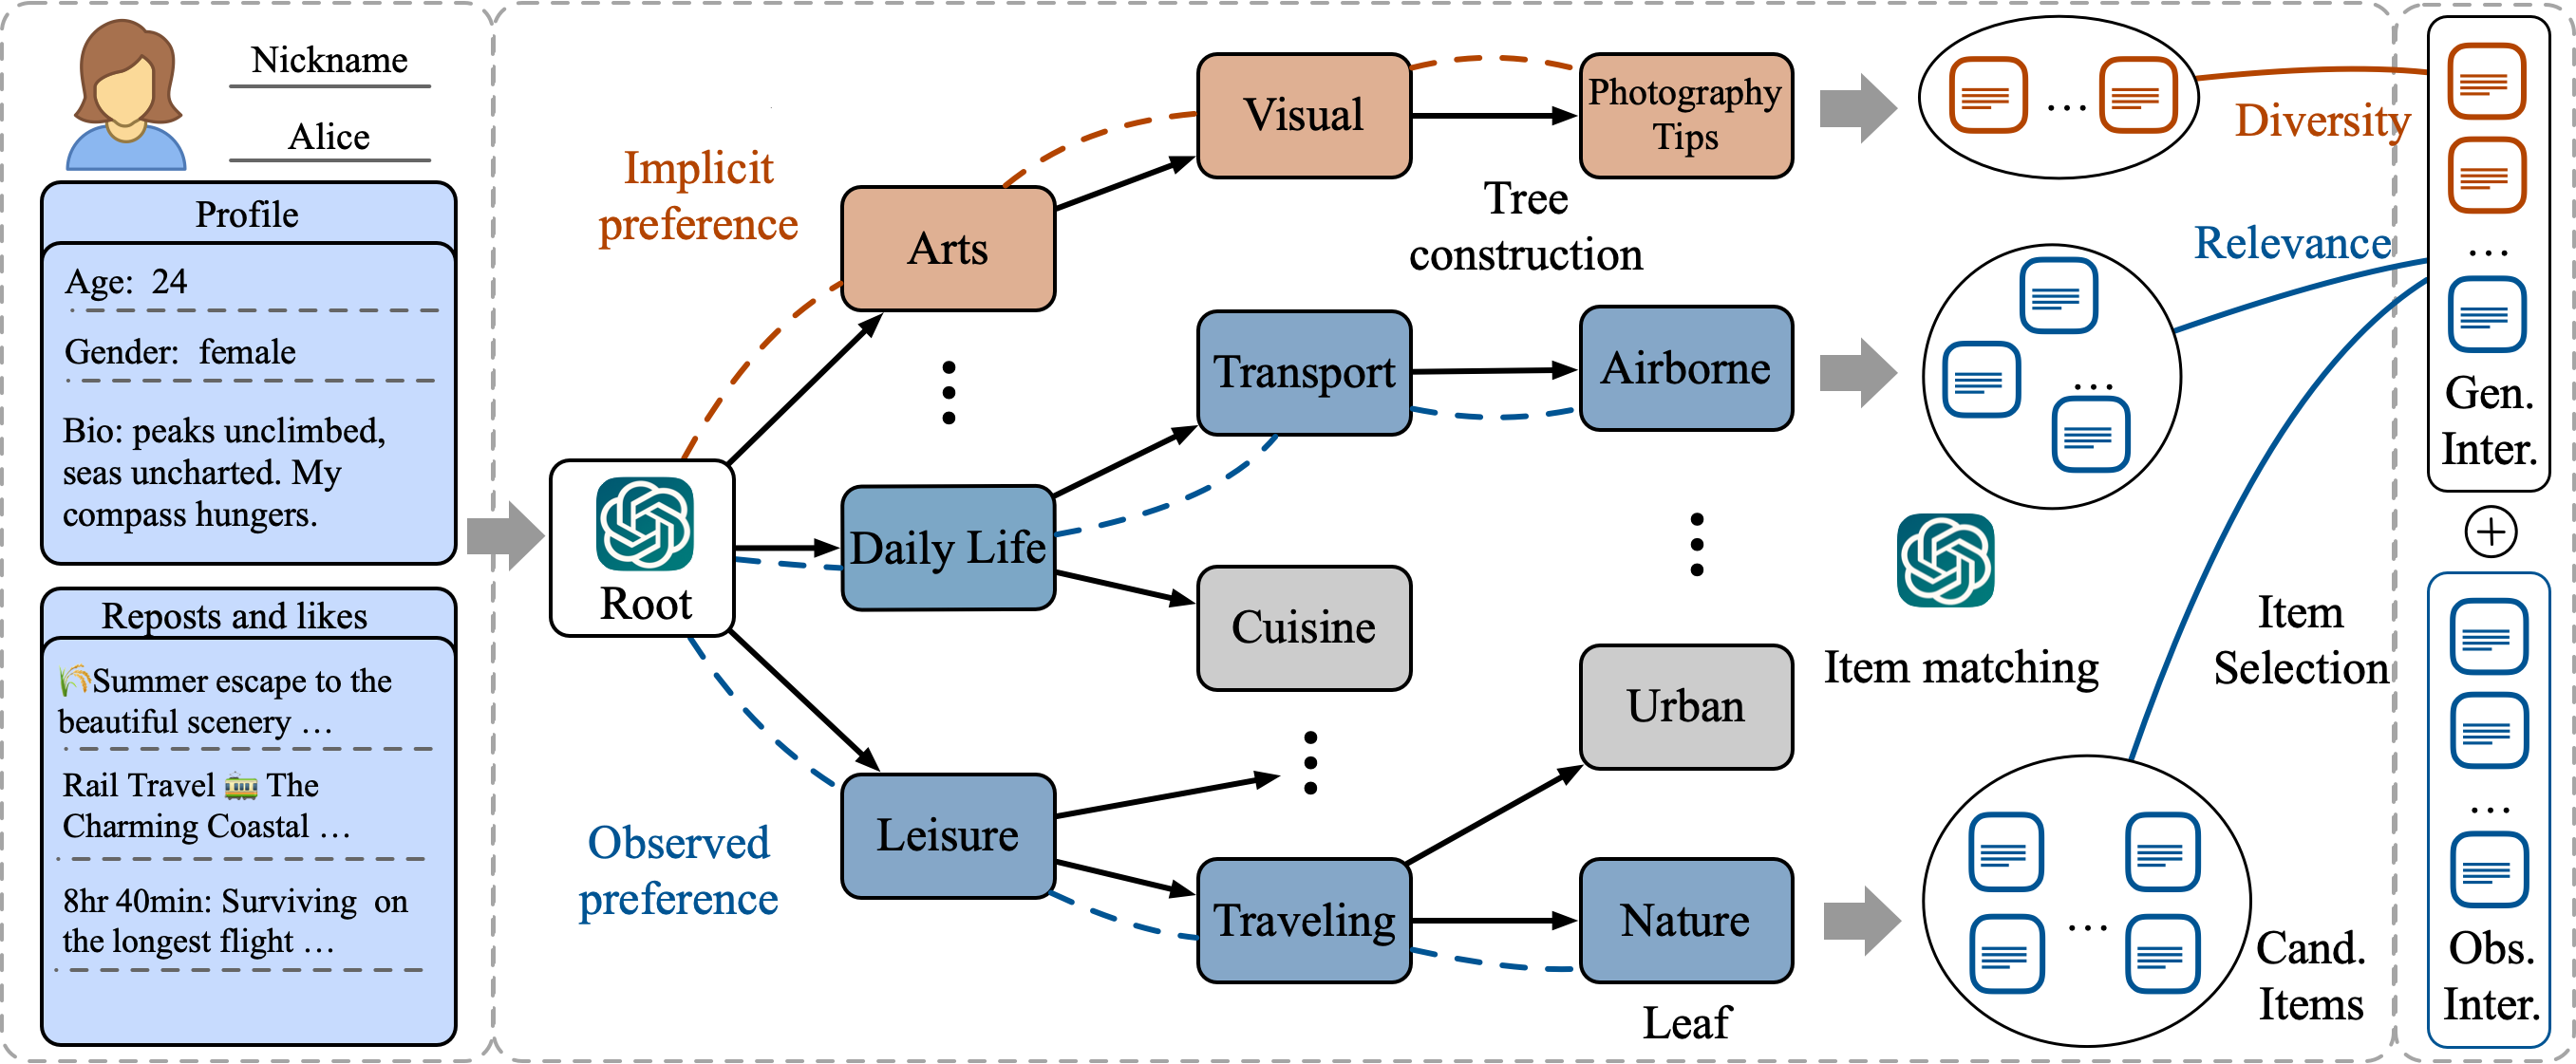 Nickname
Alice
Profile
Age: 24
Gender: female
Bio: peaks unclimbed,
seas uncharted. My
compass hungers.
Reposts and likes
🌾Summer escape to the
beautiful scenery …
Rail Travel 🚋 The
Charming Coastal …
8hr 40min: Surviving on
the longest flight …
Root
Implicit
preference
Observed
preference
Arts
Daily Life
Leisure
Visual
Transport
Cuisine
Traveling
Photography
Tips
Tree
construction
Airborne
Urban
Nature
Leaf
Item matching
Diversity
Relevance
Item
Selection
Cand.
Items
Gen.
Inter.
Obs.
Inter.